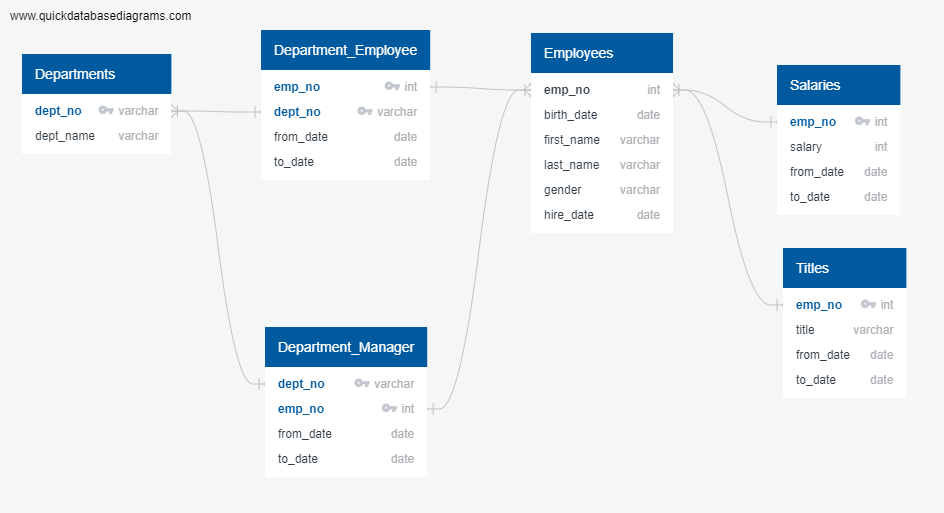 www.quickdatabasediagrams.com
Departments
dept_no varchar
dept_name varchar
Department_Employee
emp_no int
dept_no varchar
from_date date
to_date date
Employees
emp_no int
birth_date date
first_name varchar
last_name varchar
gender varchar
hire_date date
Salaries
emp_no int
salary int
from_date date
to_date date
Titles
emp_no int
title varchar
from_date date
to_date date
Department_Manager
dept_no varchar
emp_no int
from_date date
to_date date